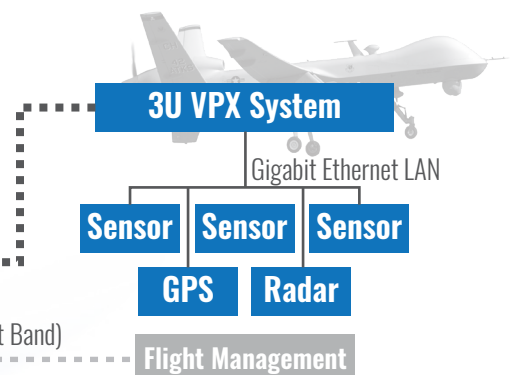 3U VPX System
Gigabit Ethernet LAN
Sensor Sensor Sensor
GPS Radar
t Band)
Flight Management